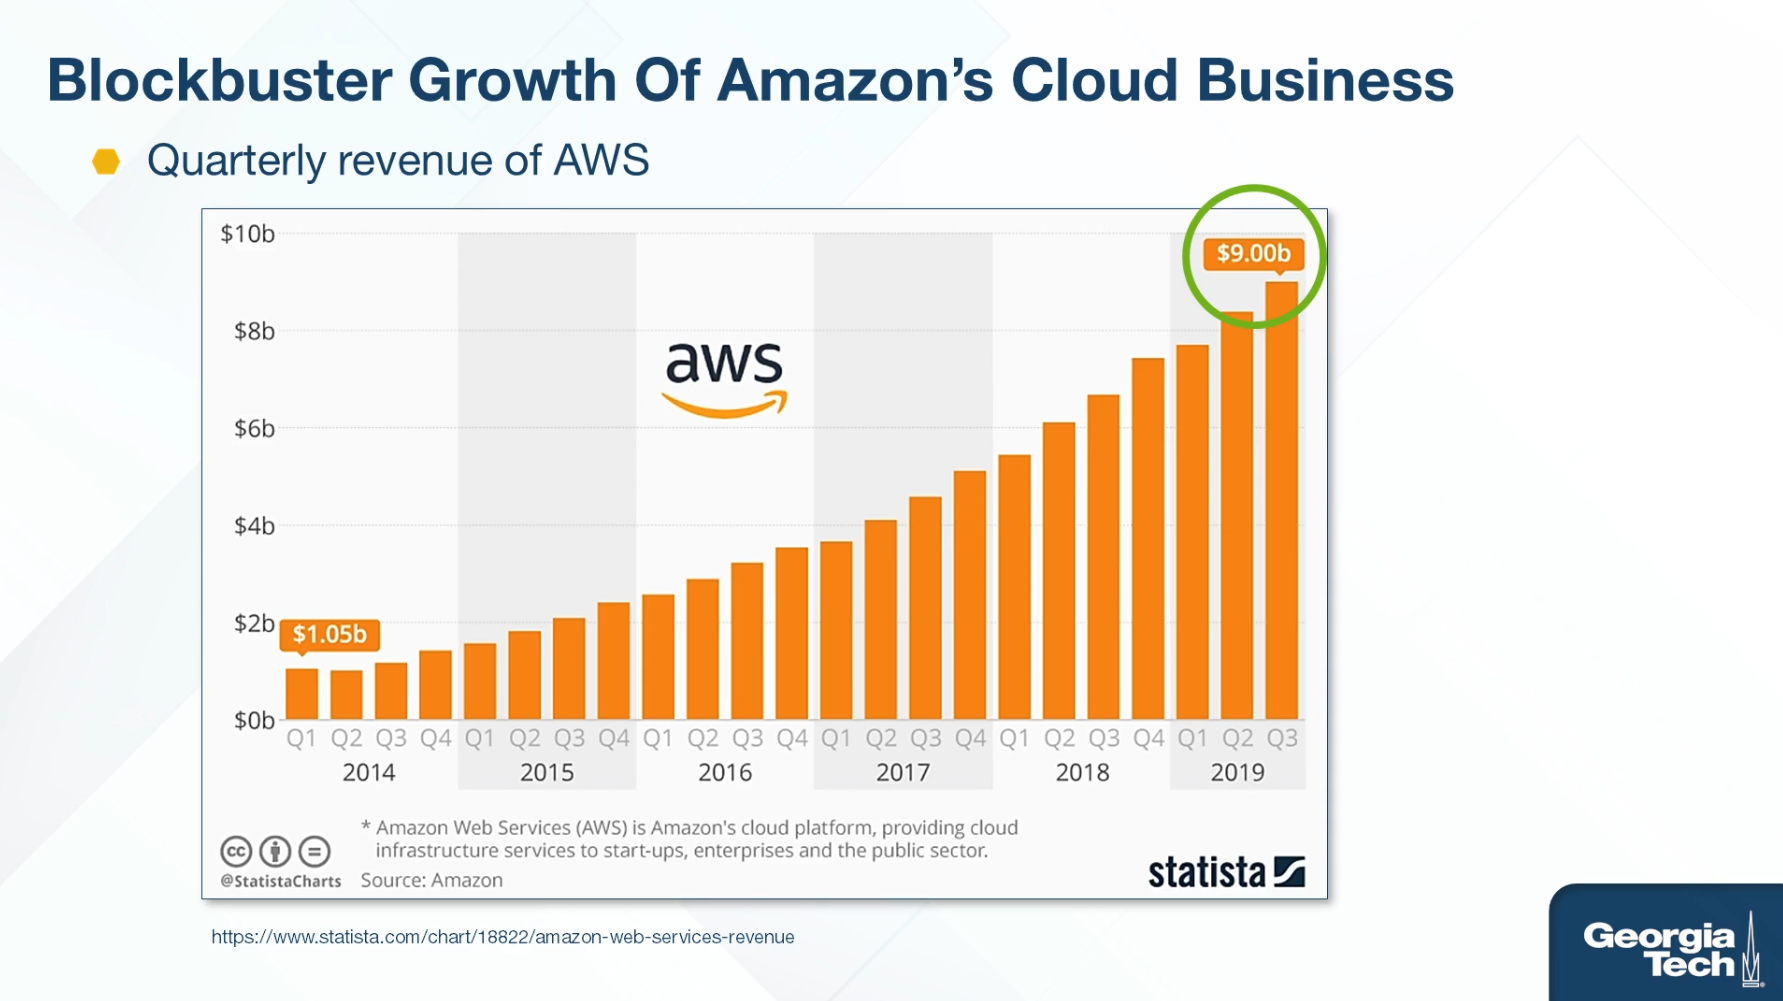 Blockbuster Growth Of Amazon’s Cloud Business
Quarterly revenue of AWS
$10b
$9.00b
$8b
aws
$6b
$4b
$2b
$1.05b
$0b
Q1 Q2 Q3 Q4 Q1 Q2 Q3 Q4 Q1 Q2 Q3 Q4 Q1 Q2 Q3 Q4 Q1 Q2 Q3 Q4 Q1 Q2 Q3
2014 2015 2016 2017 2018 2019
* Amazon Web Services (AWS) is Amazon's cloud platform, providing cloud
infrastructure services to start-ups, enterprises and the public sector.
cc
@StatistaCharts Source: Amazon
statista
https://www.statista.com/chart/18822/amazon-web-services-revenue
Georgia
Tech